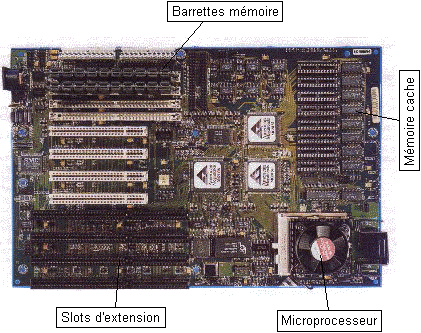 Barrettes mémoire
Mémoire cache
Slots d'extension
Microprocesseur